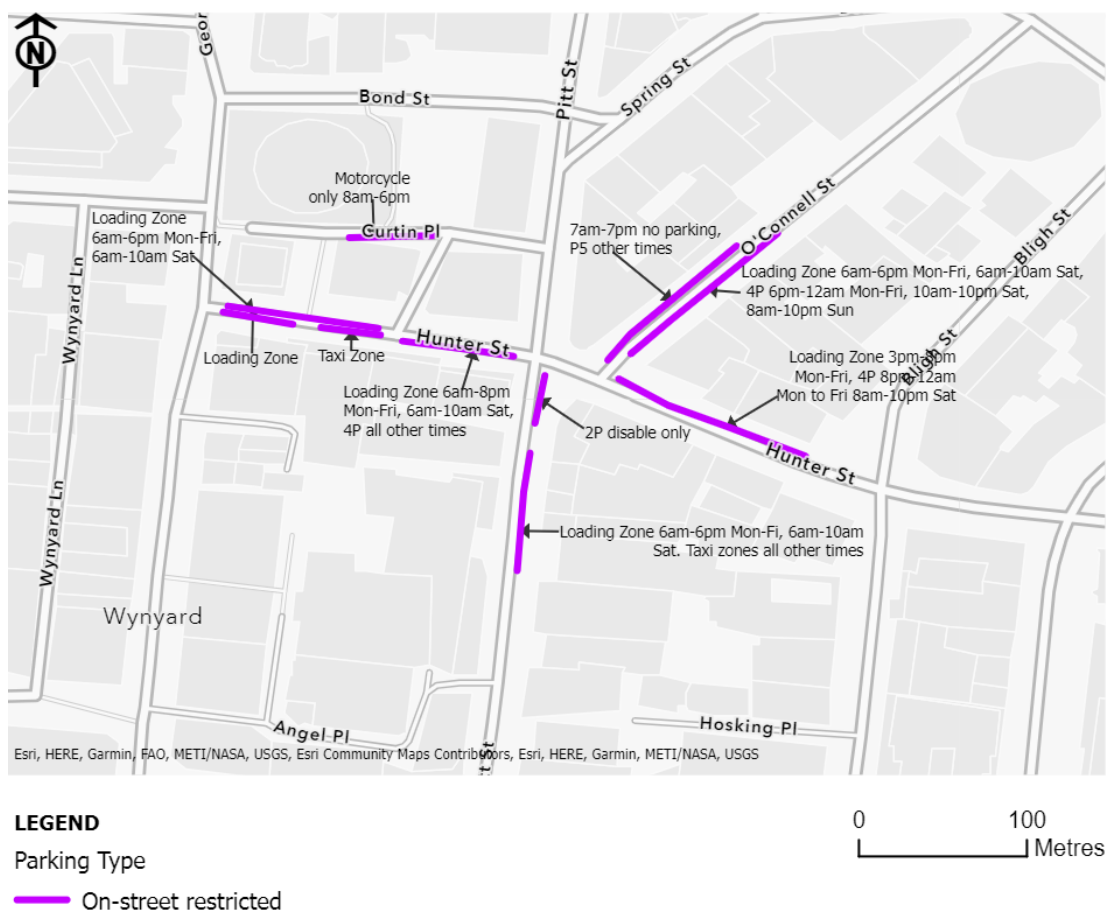 N
Geor
Bond St
Pitt St
Spring St
Motorcycle
only 8am-6pm
Curtin Pl
Loading Zone
6am-6pm Mon-Fri,
6am-10am Sat
7am-7pm no parking,
P5 other times
O'Connell St
Bligh St
Loading Zone 6am-6pm Mon-Fri, 6am-10am Sat,
4P 6pm-12am Mon-Fri, 10am-10pm Sat,
8am-10pm Sun
Wynyard Ln
Loading Zone
Taxi Zone
Hunter St
Loading Zone 3pm-
Mon-Fri, 4P 8pm-12am
Mon to Fri 8am-10pm Sat
Bligh St
Loading Zone 6am-8pm
Mon-Fri, 6am-10am Sat,
4P all other times
2P disable only
Hunter St
Wynyard Ln
Loading Zone 6am-6pm Mon-Fi, 6am-10am
Sat. Taxi zones all other times
Wynyard
Angel Pl
Hosking Pl
tt St
Esri, HERE, Garmin, FAO, METI/NASA, USGS, Esri Community Maps Contributors, Esri, HERE, Garmin, METI/NASA, USGS
LEGEND
Parking Type
On-street restricted
0 100
Metres